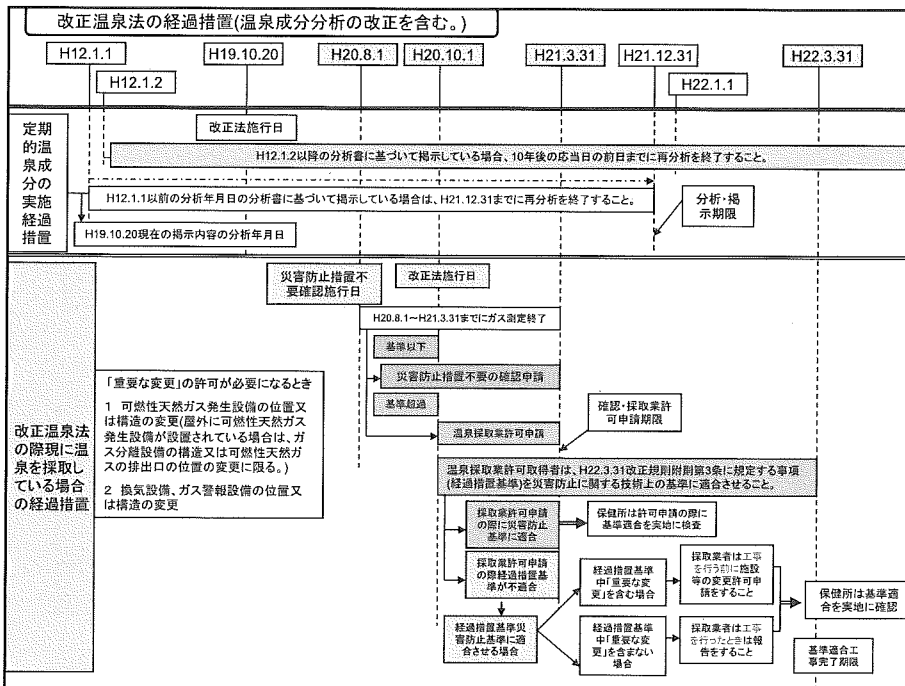 改正温泉法の経過措置(温泉成分分析の改正を含む。)
H12.1.1
H19.10.20
H20.8.1
H20.10.1
H21.3.31
H21.12.31
H22.3.31
H12.1.2
H22.1.1
定期
的温
泉成
分の
実施
経過
措置
改正法施行日
H12.1.2以降の分析書に基づいて掲示している場合、10年後の応当日の前日までに再分析を終了すること。
H12.1.1以前の分析年月日の分析書に基づいて掲示している場合は、H21.12.31までに再分析を終了すること。
分析・掲
示期限
H19.10.20現在の掲示内容の分析年月日
改正温泉法
の際現に温
泉を採取し
ている場合
の経過措置
災害防止措置不
要確認施行日
改正法施行日
H20.8.1~H21.3.31までにガス測定終了
基準以下
災害防止措置不要の確認申請
基準超過
温泉採取業許可申請
確認・採取業許
可申請期限
「重要な変更」の許可が必要になるとき
1 可燃性天然ガス発生設備の位置又
は構造の変更(屋外に可燃性天然ガス
発生設備が設置されている場合は、ガ
ス分離設備の構造又は可燃性天然ガ
スの排出口の位置の変更に限る。)
2 換気設備、ガス警報設備の位置又
は構造の変更
温泉採取業許可取得者は、H22.3.31改正規則附則第3条に規定する事項
(経過措置基準)を災害防止に関する技術上の基準に適合させること。
採取業許可申請
の際に災害防止
基準に適合
保健所は許可申請の際に
基準適合を実地に検査
採取業許可申請
の際経過措置基
準が不適合
経過措置基準
中「重要な変
更」を含む場合
採取業者は工事
を行う前に施設
等の変更許可申
請をすること
保健所は基準適
合を実地に確認
経過措置基準災
害防止基準に適
合させる場合
経過措置基準
中「重要な変
更」を含まない
場合
採取業者は工事
を行ったときは報
告をすること
基準適合工
事完了期限